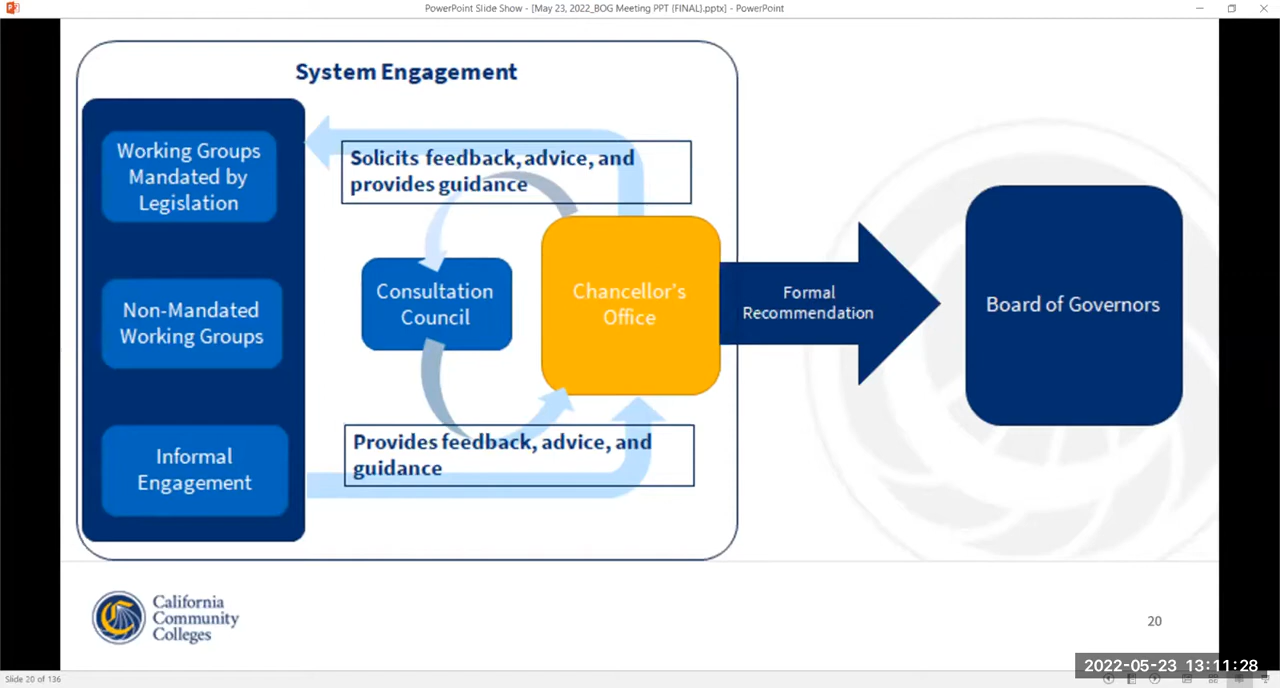 PowerPoint Slide Show - [May 23, 2022_BOG Meeting PPT (FINAL).pptx] - PowerPoint
System Engagement
Working Groups
Mandated by
Legislation
Non-Mandated
Working Groups
Informal
Engagement
Solicits feedback, advice, and
provides guidance
Consultation
Council
Chancellor's
Office
Provides feedback, advice, and
guidance
Formal
Recommendation
Board of Governors
California
Community
Colleges
20
2022-05-23 13:11:28
Slide 20 of 136